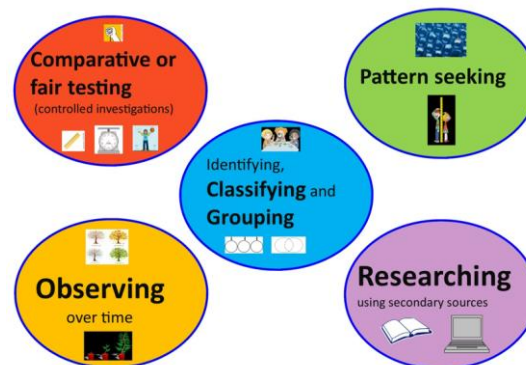 Comparative or
fair testing
(controlled investigations)
Pattern seeking
Identifying,
Classifying and
Grouping
Observing
over time
Researching
using secondary sources